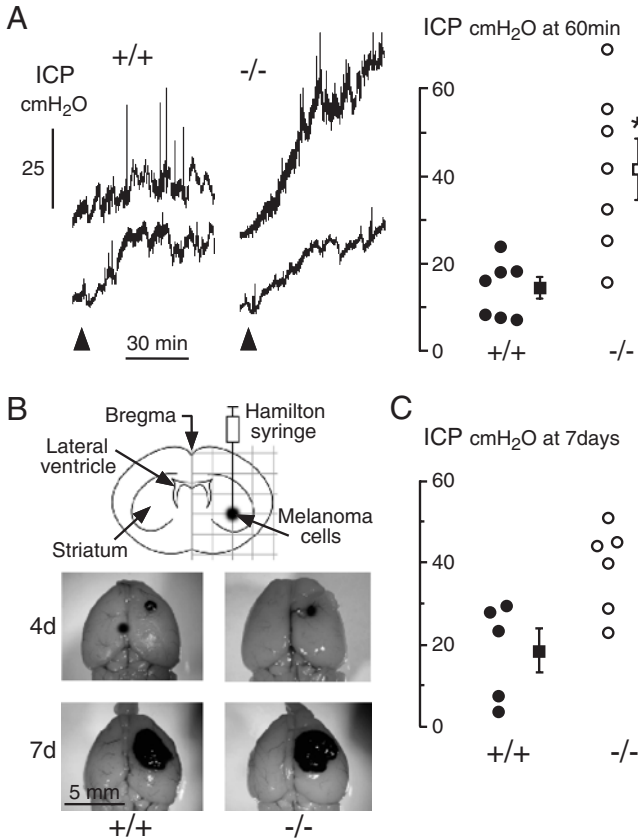 A
ICP
cmH2O
25
+/+
-/-
30 min
ICP cmH2O at 60min
60
40
20
0
*
+/+
-/-
B
Bregma
Hamilton
syringe
Lateral
ventricle
Striatum
Melanoma
cells
4d
7d
5 mm
+/+
-/-
C
ICP cmH2O at 7days
60
40
20
0
+/+
-/-